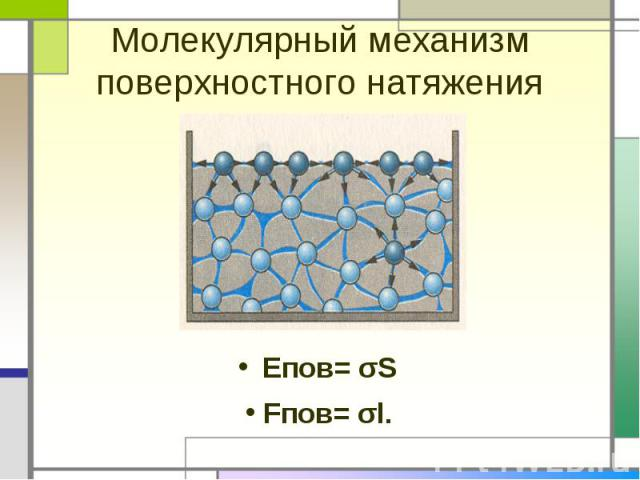 Молекулярный механизм
поверхностного натяжения
• Епов= σS
• Fпов= σl.